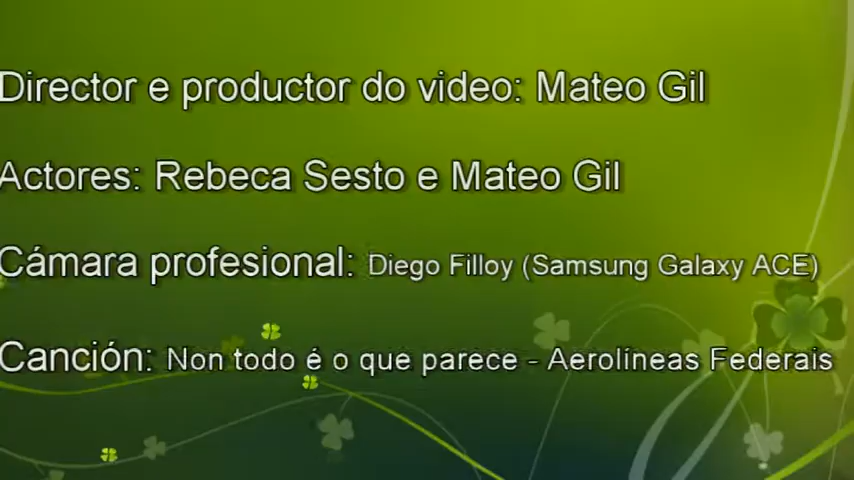 Director e productor do video: Mateo Gil
Actores: Rebeca Sesto e Mateo Gil
Cámara profesional: Diego Filloy (Samsung Galaxy ACE)
Canción: Non todo é o que parece - Aerolíneas Federais